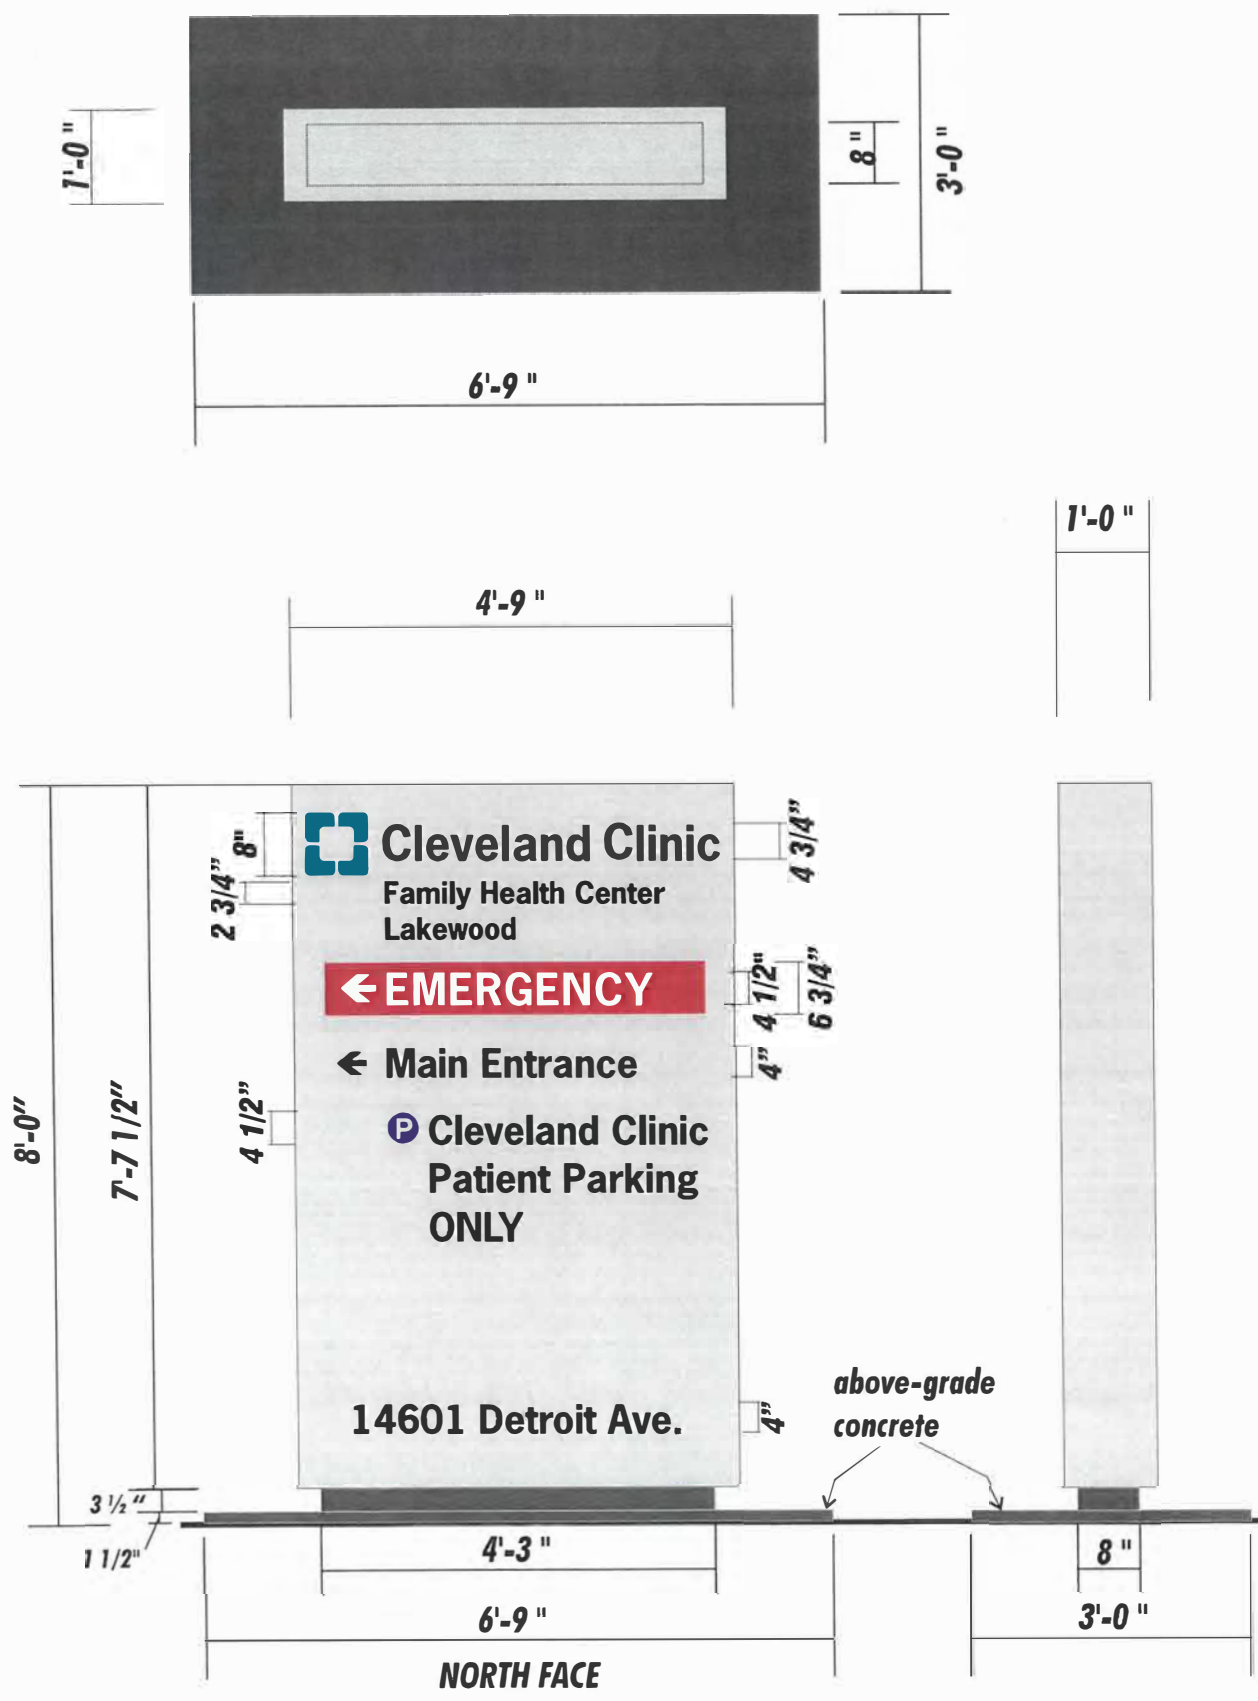 1'-0 "
8 "
3'-0 "
6'-9 "
1'-0 "
4'-9 "
8"
2 3/4"
Cleveland Clinic
4 3/4"
Family Health Center
Lakewood
← EMERGENCY
4 1/2"
6 3/4"
← Main Entrance
4"
8'-0"
7'-7 1/2"
4 1/2"
P Cleveland Clinic
Patient Parking
ONLY
above-grade
concrete
14601 Detroit Ave.
4"
3 ½ "
1 1/2"
4'-3 "
8 "
6'-9 "
3'-0 "
NORTH FACE